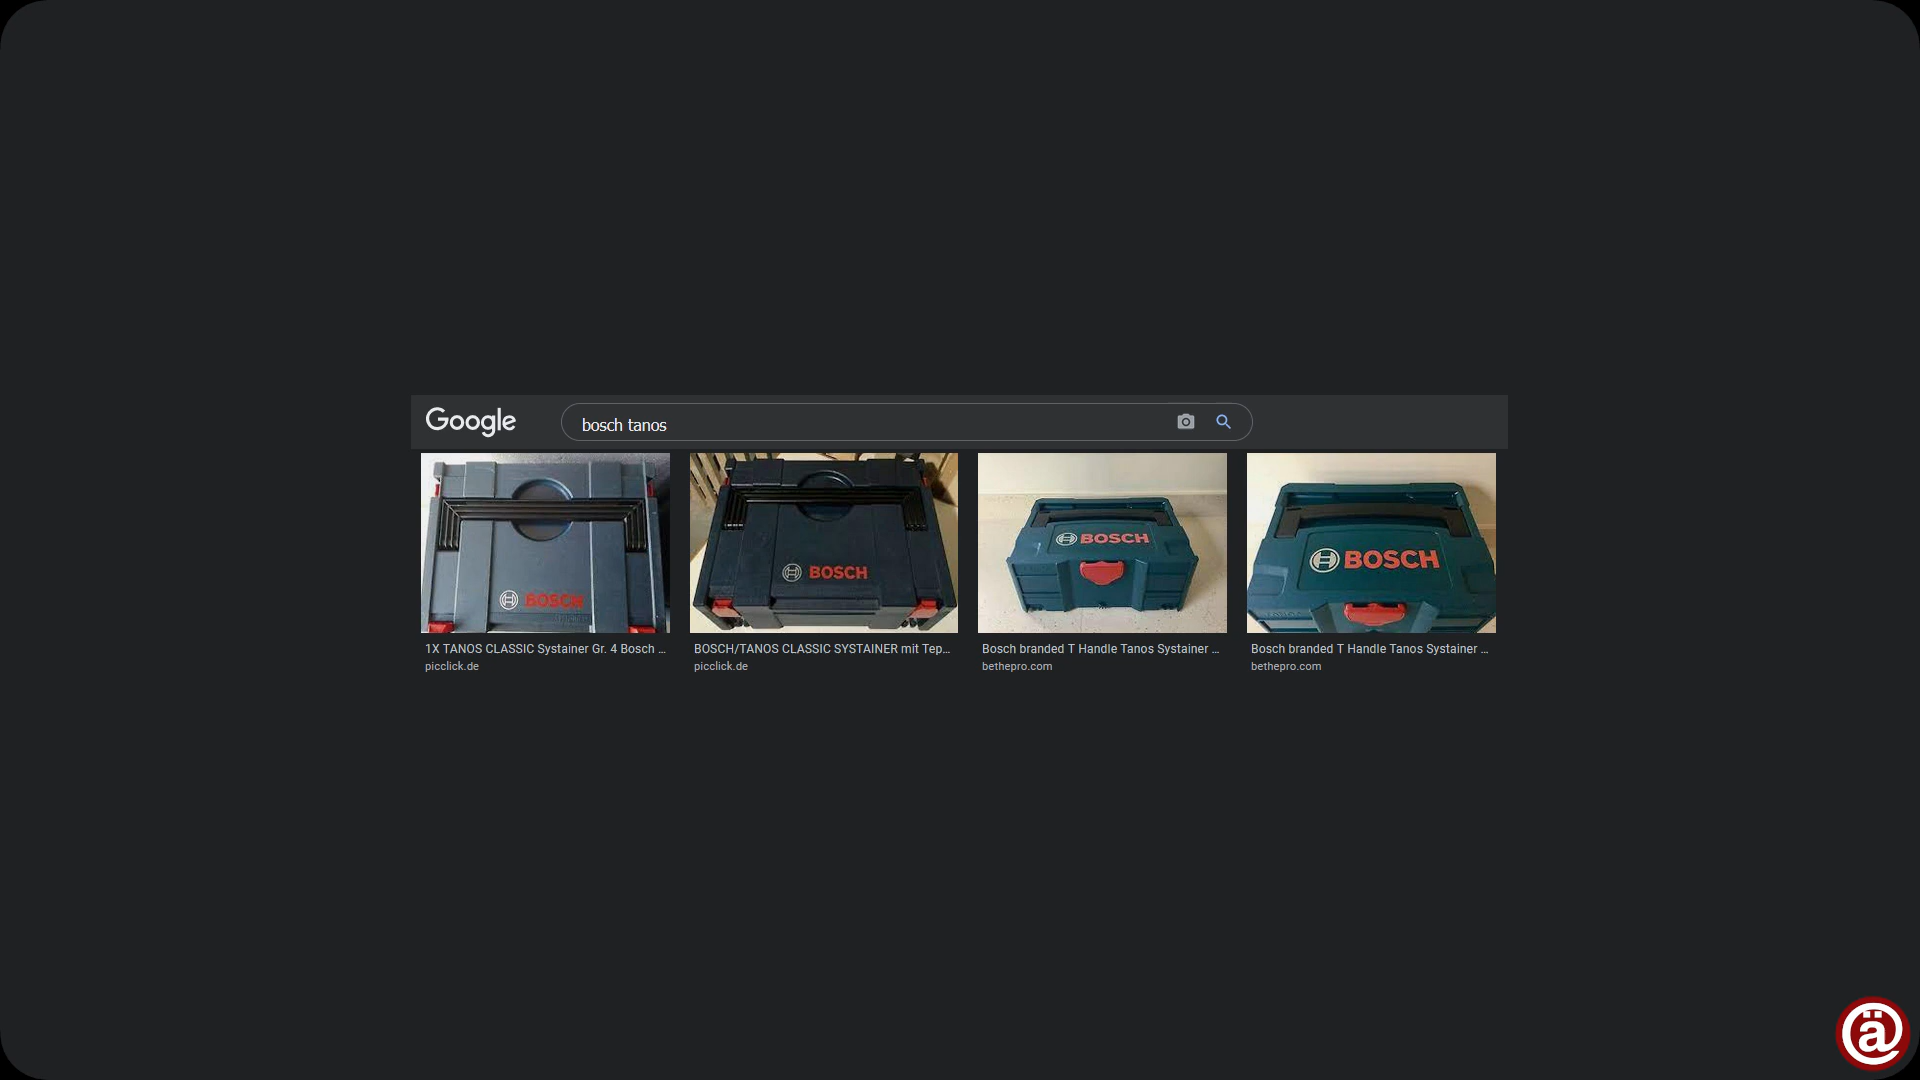 Google
bosch tanos
BOSCH
BOSCH
BOSCH
BOSCH
1X TANOS CLASSIC Systainer Gr. 4 Bosch ...
BOSCH/TANOS CLASSIC SYSTAINER mit Tep...
Bosch branded T Handle Tanos Systainer ...
Bosch branded T Handle Tanos Systainer ...
picclick.de
picclick.de
bethepro.com
bethepro.com
ä